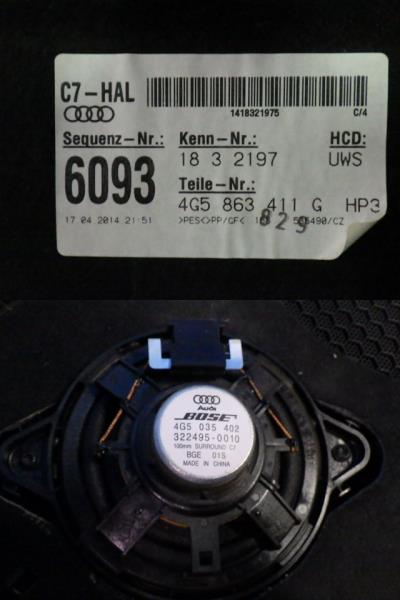 C7-HAL
1418321975 C/4
Sequenz-Nr.: Kenn-Nr.: HCD:
6093 18 3 2197 UWS
Teile-Nr.:
4G5 863 411 G HP3
17 04 2014 21:51 >PES<>PP/GF< 490/CZ
829
Audi
BOSE
4G5 035 402
322495-0010
100mm SURROUND C7
BGE 01S
MADE IN CHINA